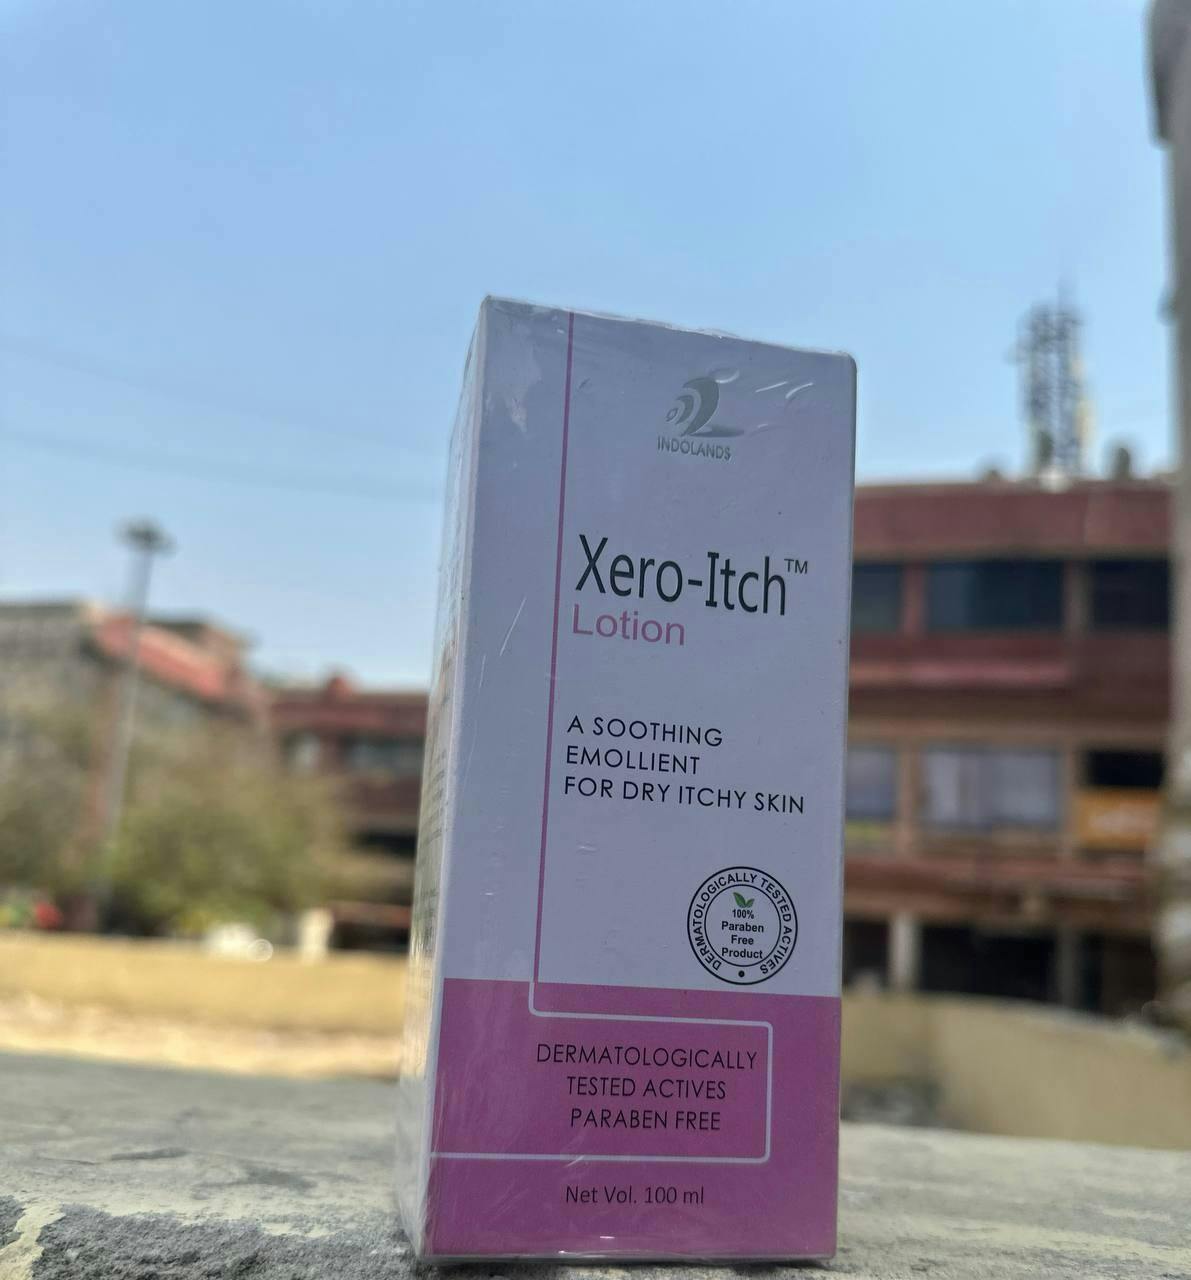 INDOLANDS
Xero-Itch™
Lotion
A SOOTHING
EMOLLIENT
FOR DRY ITCHY SKIN
DERMATOLOGICALLY TESTED ACTIVES
100%
Paraben
Free
Product
DERMATOLOGICALLY
TESTED ACTIVES
PARABEN FREE
Net Vol. 100 ml